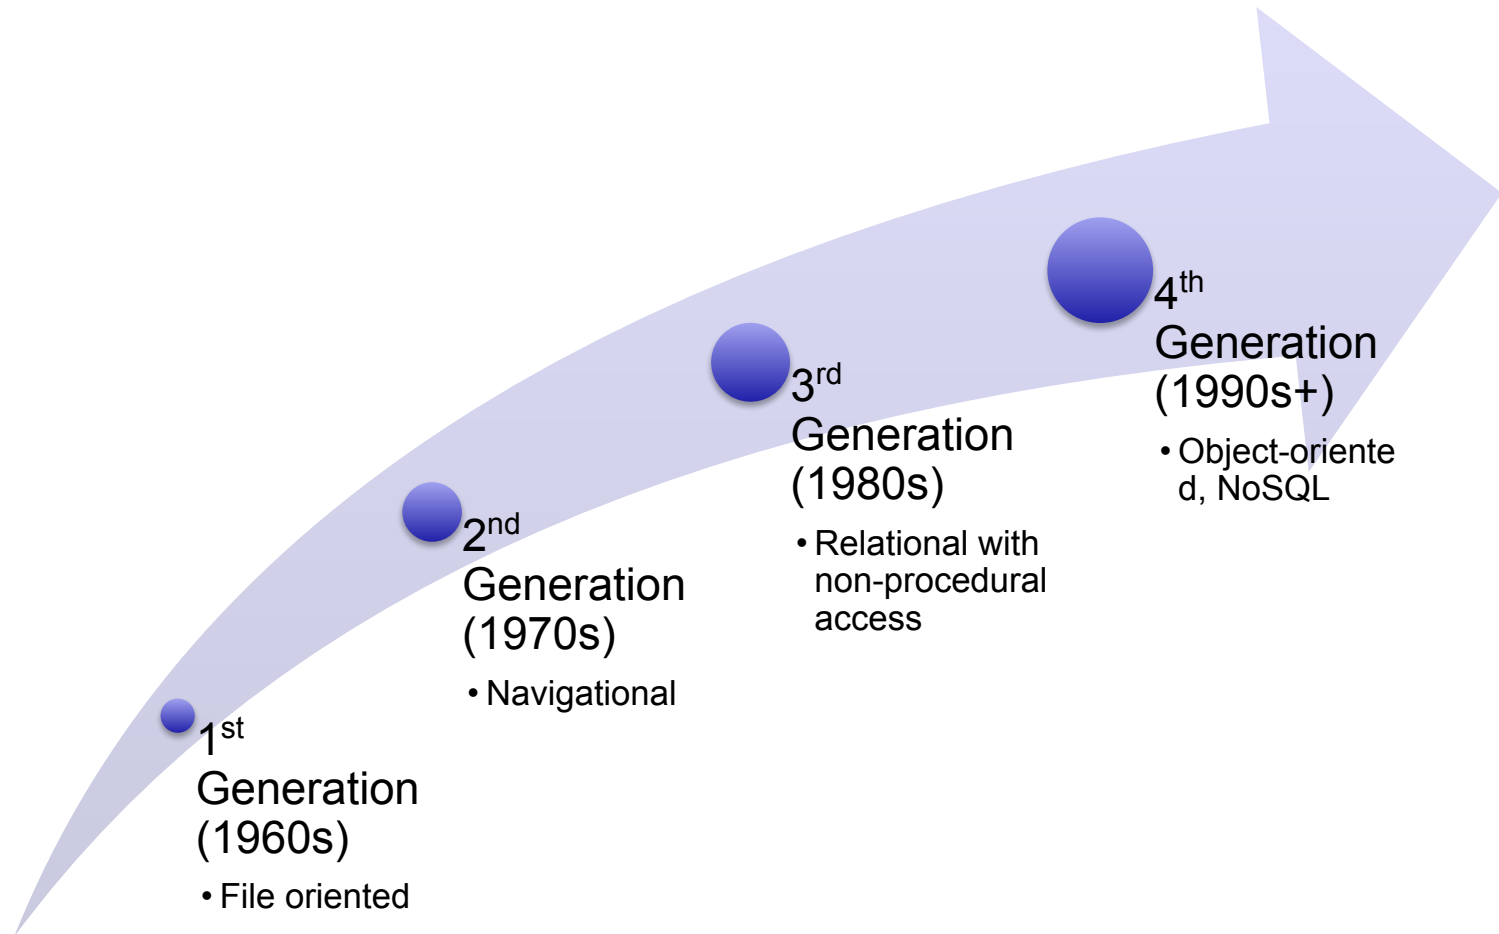 1st
Generation
(1960s)
• File oriented
2nd
Generation
(1970s)
• Navigational
3rd
Generation
(1980s)
• Relational with
non-procedural
access
4th
Generation
(1990s+)
• Object-oriente
d, NoSQL